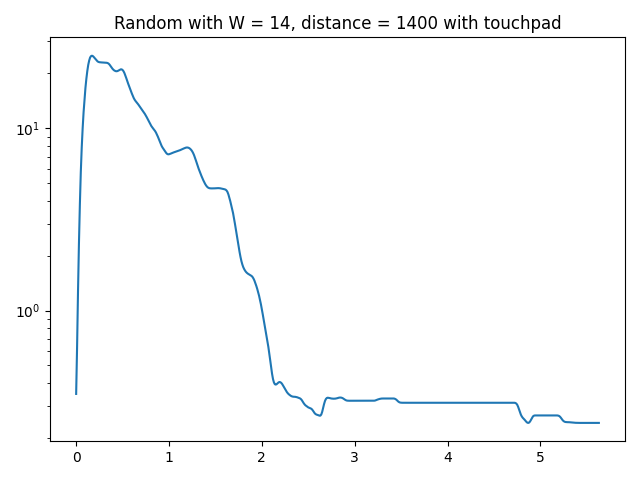 Random with W = 14, distance = 1400 with touchpad
10¹
10⁰
0 1 2 3 4 5